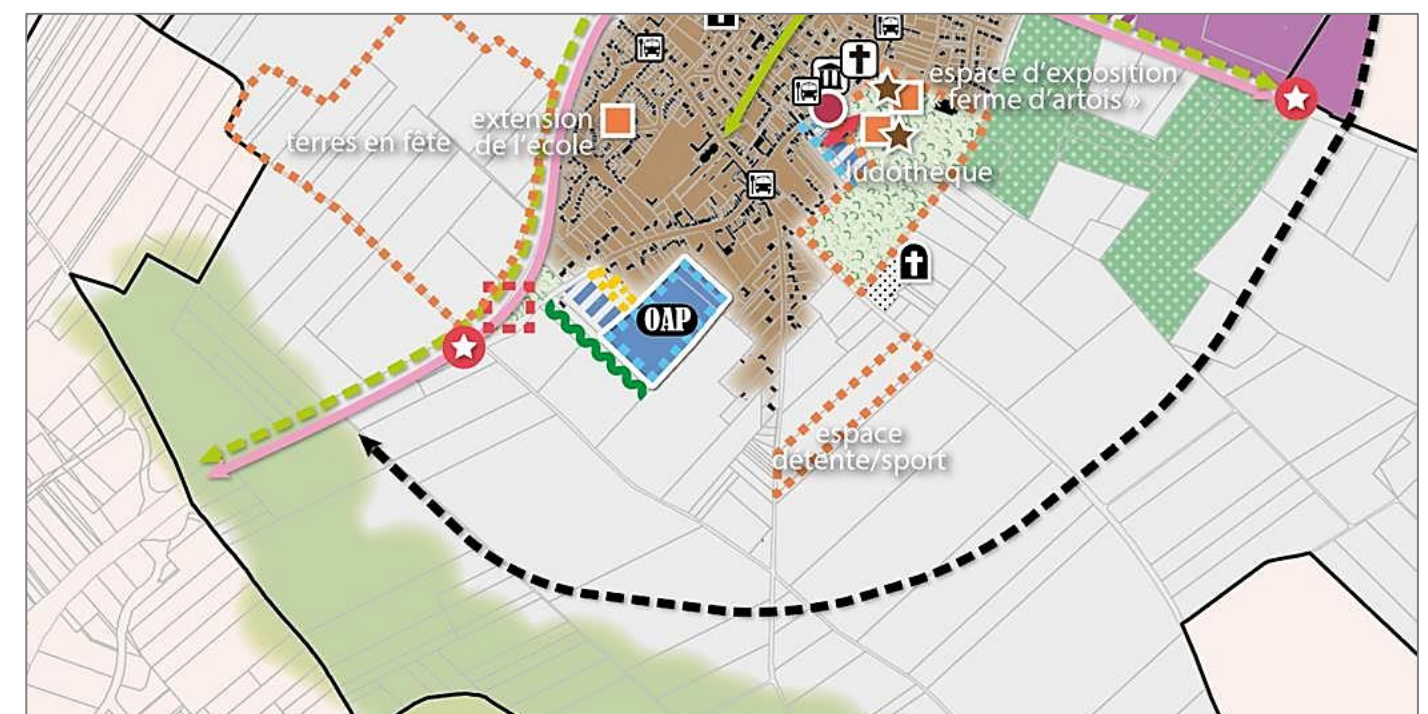 espace d’exposition
« ferme d’artois »
extension
de l’école
terres en fête
ludothèque
OAP
espace
détente/sport